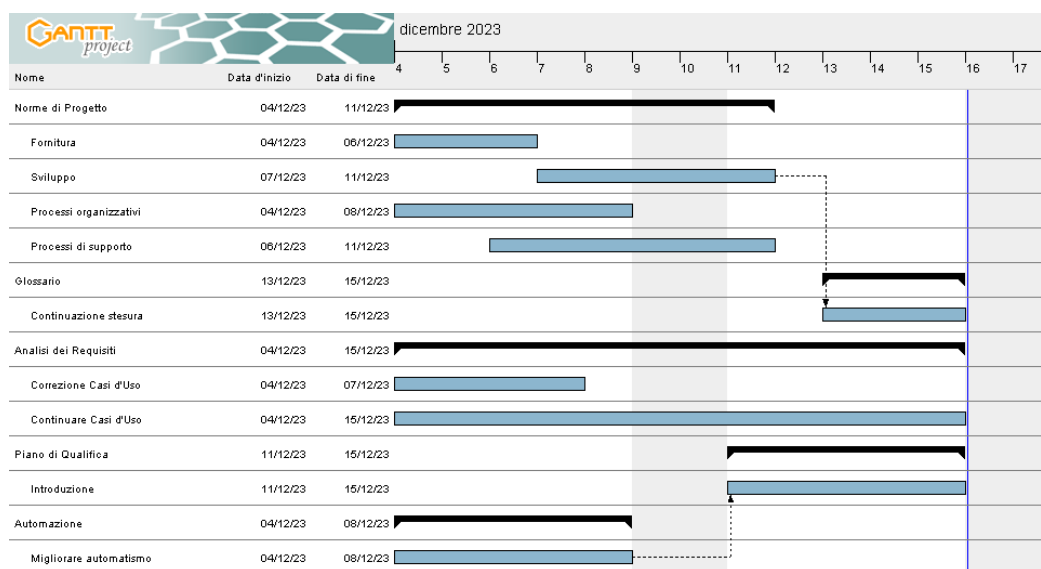 GANTT
project
dicembre 2023
Nome Data d'inizio Data di fine 4 5 6 7 8 9 10 11 12 13 14 15 16 17
Norme di Progetto 04/12/23 11/12/23
Fornitura 04/12/23 06/12/23
Sviluppo 07/12/23 11/12/23
Processi organizzativi 04/12/23 08/12/23
Processi di supporto 06/12/23 11/12/23
Glossario 13/12/23 15/12/23
Continuazione stesura 13/12/23 15/12/23
Analisi dei Requisiti 04/12/23 15/12/23
Correzione Casi d'Uso 04/12/23 07/12/23
Continuare Casi d'Uso 04/12/23 15/12/23
Piano di Qualifica 11/12/23 15/12/23
Introduzione 11/12/23 15/12/23
Automazione 04/12/23 08/12/23
Migliorare automatismo 04/12/23 08/12/23